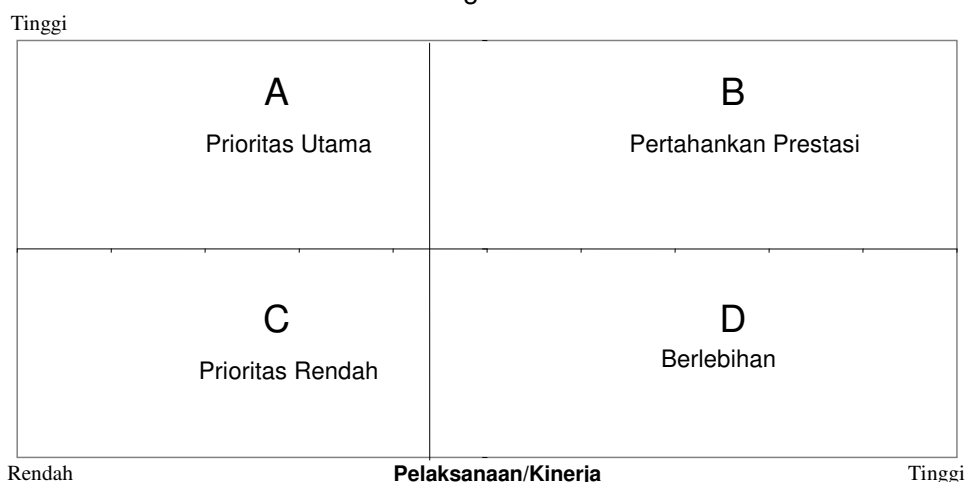 Tinggi
A
B
Prioritas Utama
Pertahankan Prestasi
C
D
Prioritas Rendah
Berlebihan
Rendah
Pelaksanaan/Kinerja
Tinggi